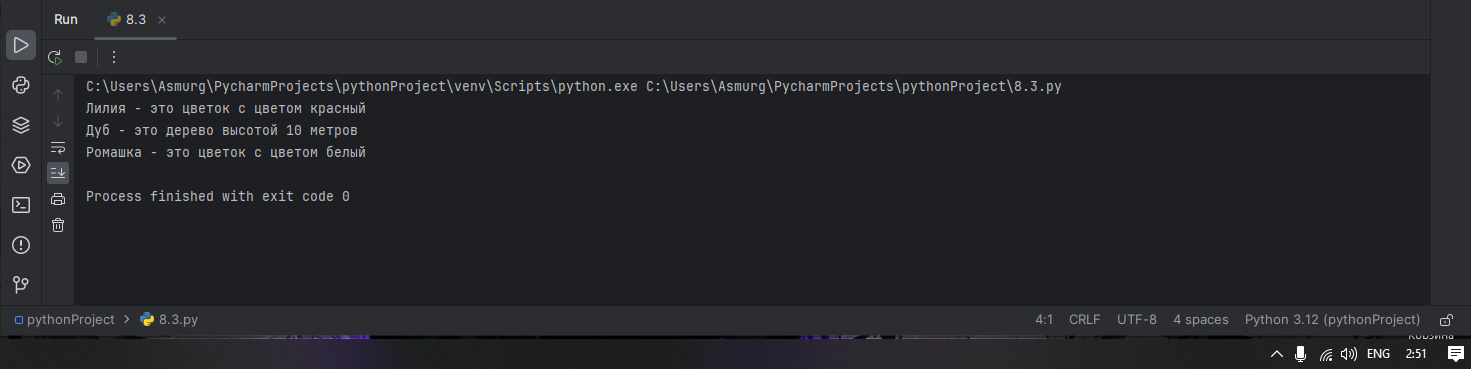 Run 8.3
C:\Users\Asmurg\PycharmProjects\pythonProject\venv\Scripts\python.exe C:\Users\Asmurg\PycharmProjects\pythonProject\8.3.py
Лилия - это цветок с цветом красный
Дуб - это дерево высотой 10 метров
Ромашка - это цветок с цветом белый
Process finished with exit code 0
pythonProject > 8.3.py 4:1 CRLF UTF-8 4 spaces Python 3.12 (pythonProject)
Корзина
ENG 2:51